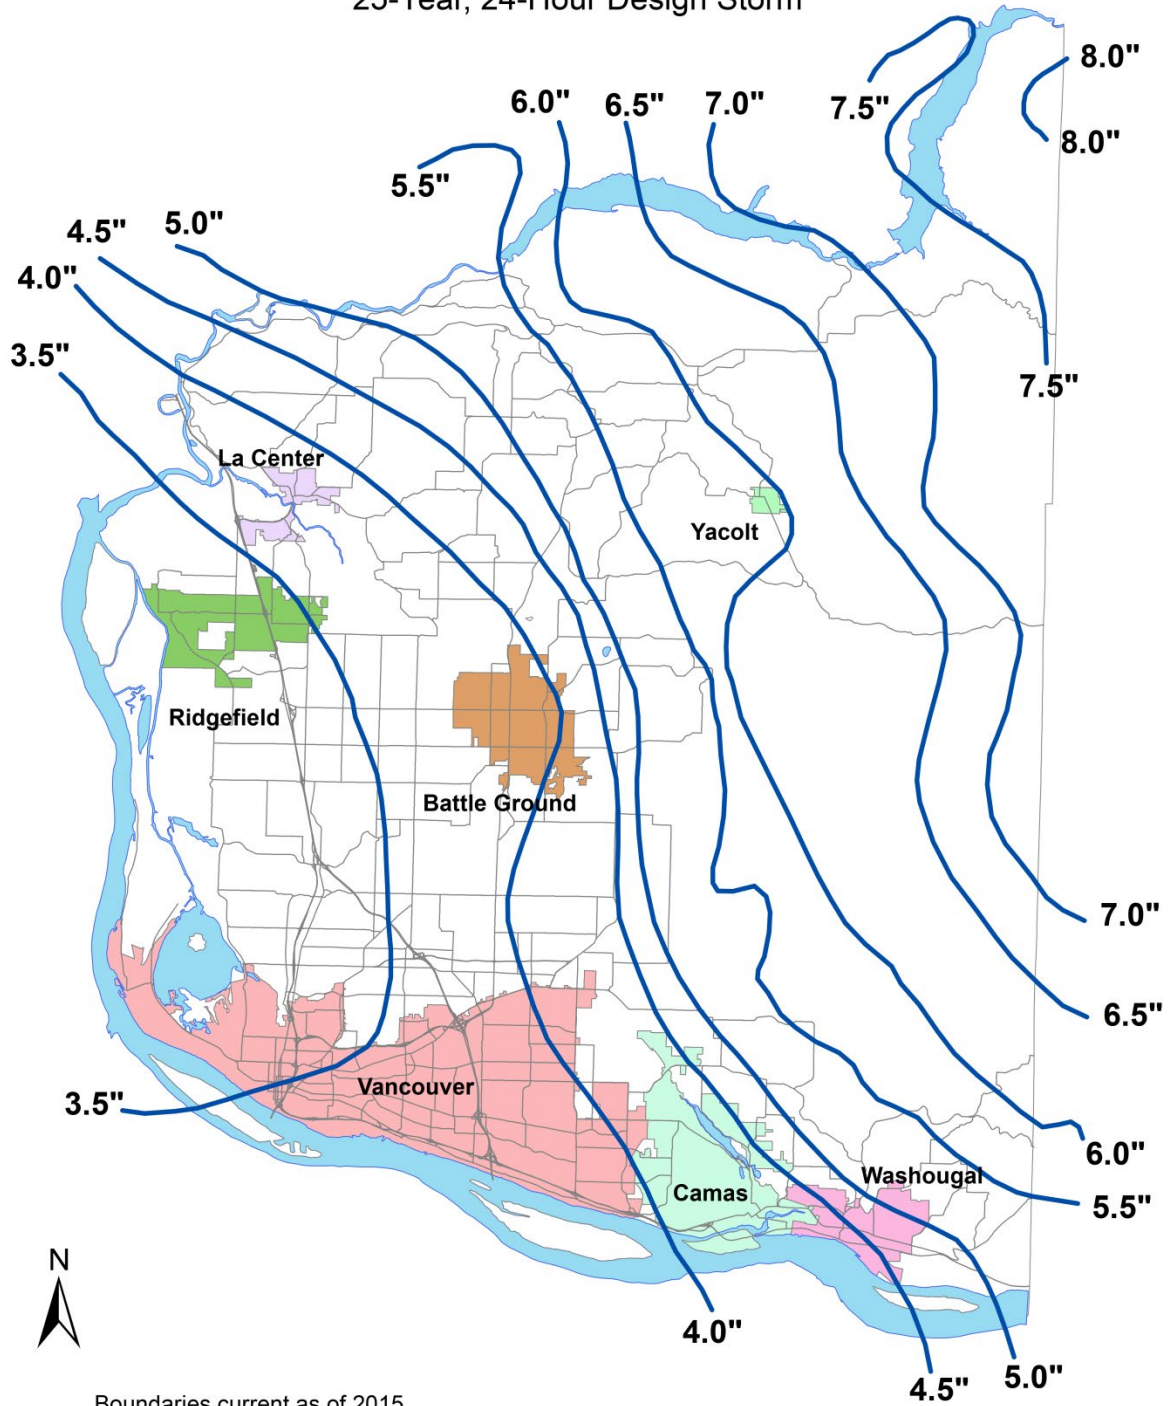 25-Year, 24-Hour Design Storm
8.0"
6.0"
6.5"
7.0"
7.5"
8.0"
5.5"
4.5"
5.0"
4.0"
3.5"
7.5"
La Center
Yacolt
Ridgefield
Battle Ground
7.0"
6.5"
Vancouver
3.5"
6.0"
Washougal
Camas
5.5"
N
4.0"
5.0"
4.5"
Boundaries current as of 2015